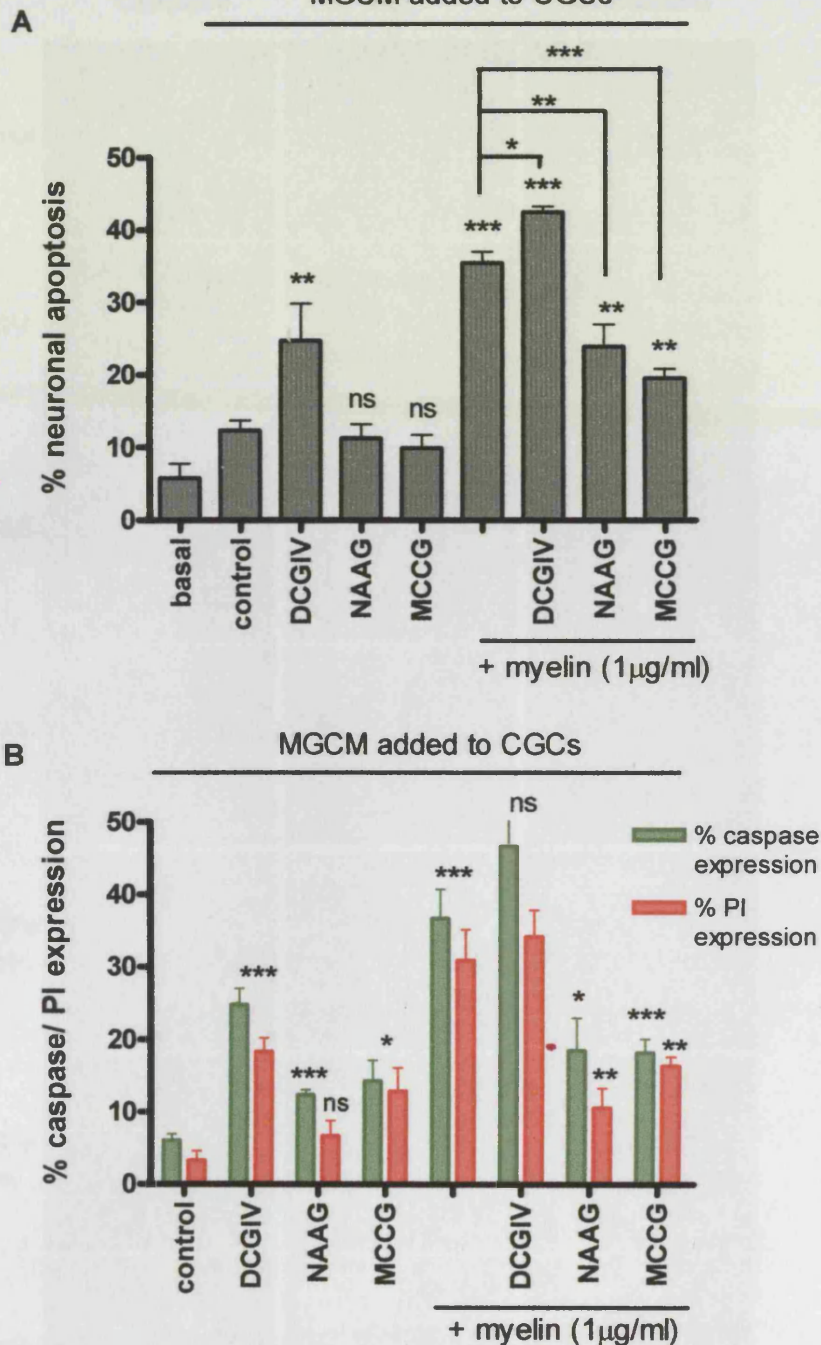 A
MGCM added to CGCs
***
**
*
***
***
**
**
**
ns
ns
50
40
30
20
10
0
% neuronal apoptosis
basal
control
DCGIV
NAAG
MCCG
DCGIV
NAAG
MCCG
+ myelin (1μg/ml)
B
MGCM added to CGCs
ns
% caspase
expression
% PI
expression
***
***
*
***
**
***
ns
*
**
50
40
30
20
10
0
% caspase/ PI expression
control
DCGIV
NAAG
MCCG
DCGIV
NAAG
MCCG
+ myelin (1μg/ml)